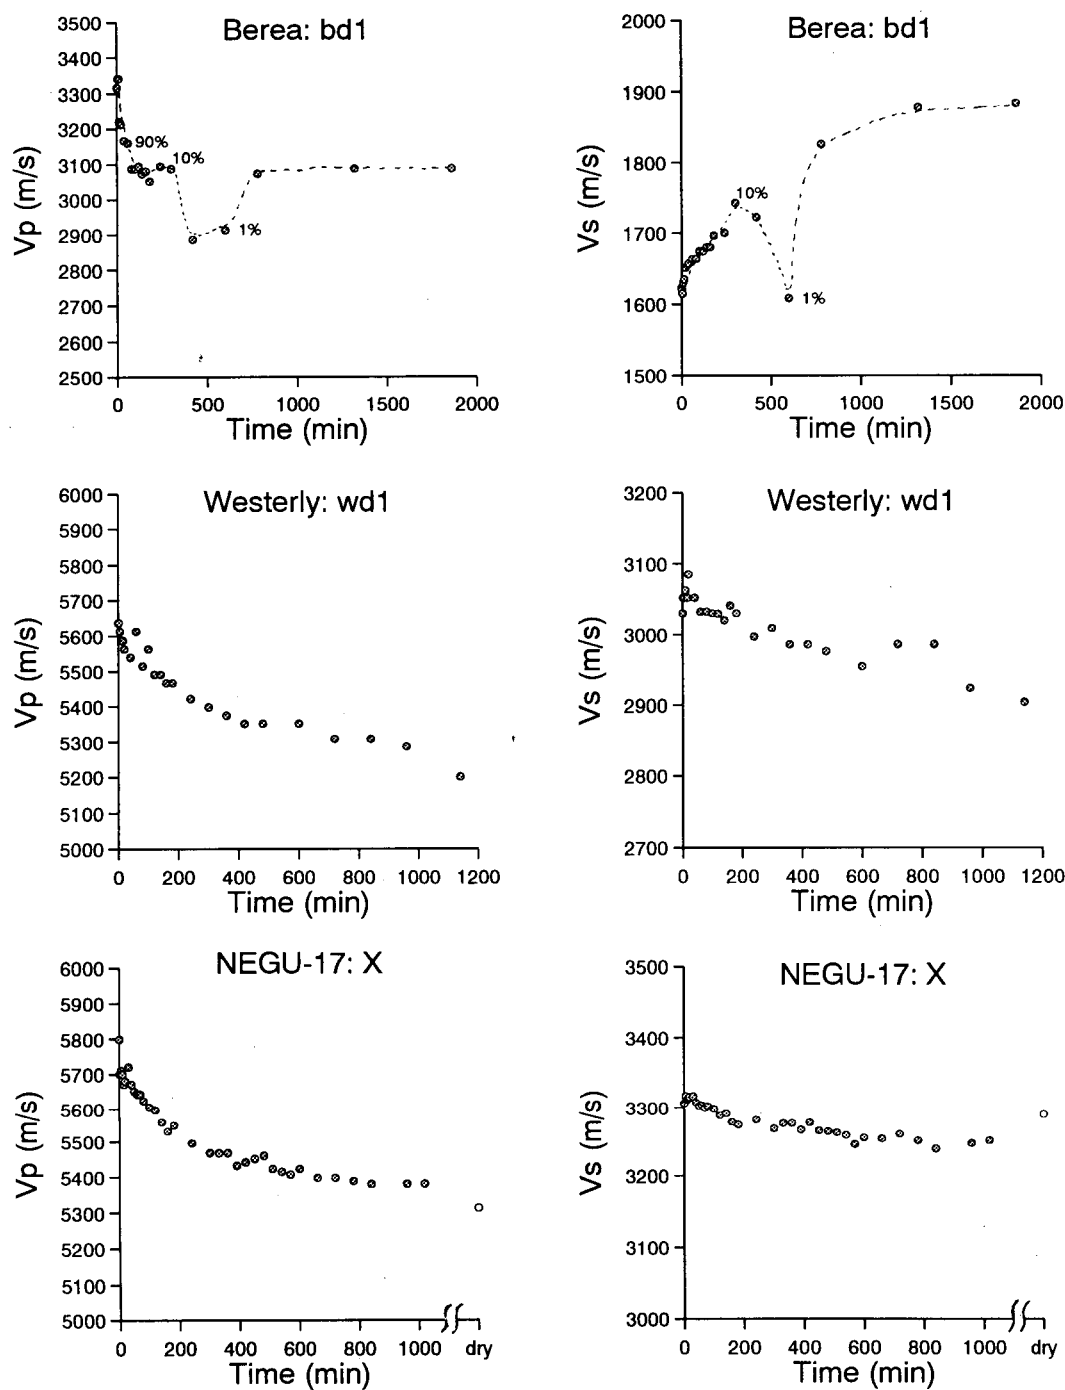 Berea: bd1
Vp (m/s)
3500
3400
3300
3200
3100
3000
2900
2800
2700
2600
2500
90%
10%
1%
0 500 1000 1500 2000
Time (min)
Berea: bd1
Vs (m/s)
2000
1900
1800
1700
1600
1500
10%
1%
0 500 1000 1500 2000
Time (min)
Westerly: wd1
Vp (m/s)
6000
5900
5800
5700
5600
5500
5400
5300
5200
5100
5000
0 200 400 600 800 1000 1200
Time (min)
Westerly: wd1
Vs (m/s)
3200
3100
3000
2900
2800
2700
0 200 400 600 800 1000 1200
Time (min)
NEGU-17: X
Vp (m/s)
6000
5900
5800
5700
5600
5500
5400
5300
5200
5100
5000
0 200 400 600 800 1000 dry
Time (min)
NEGU-17: X
Vs (m/s)
3500
3400
3300
3200
3100
3000
0 200 400 600 800 1000 dry
Time (min)